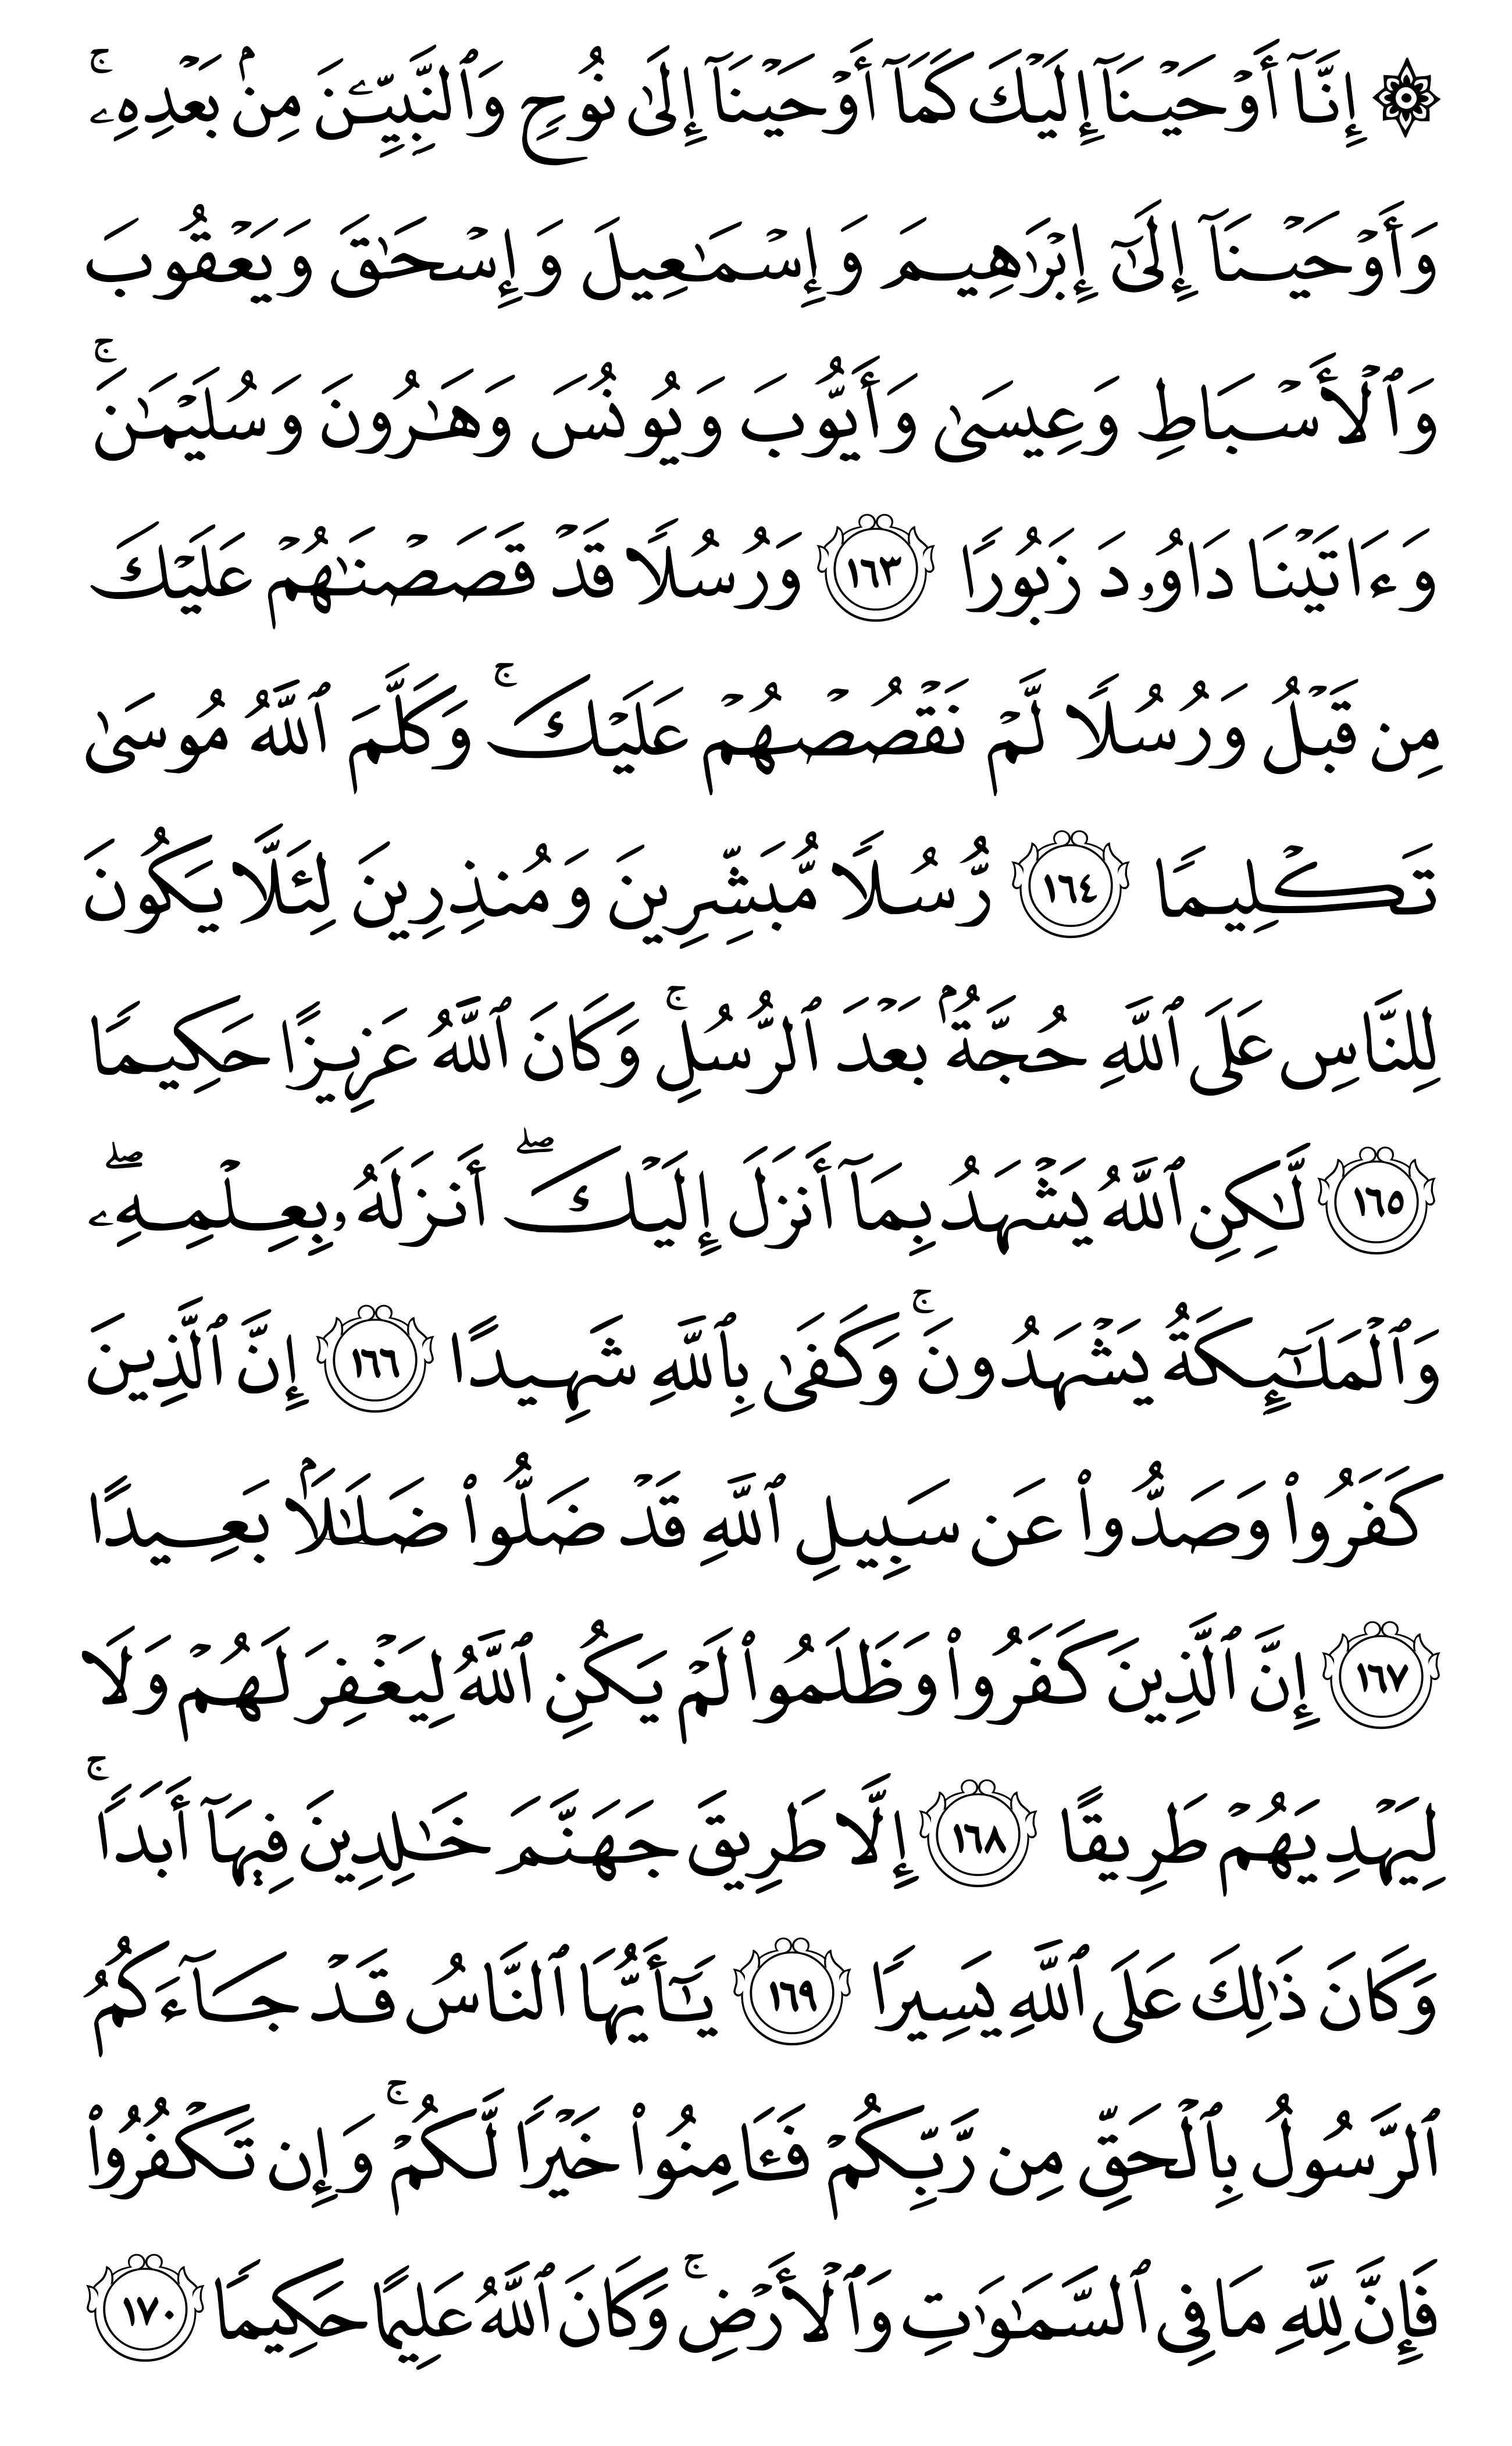 ۞ إِنَّآ أَوْحَيْنَآ إِلَيْكَ كَمَآ أَوْحَيْنَآ إِلَىٰ نُوحٍ وَٱلنَّبِيِّـۧنَ مِنۢ بَعْدِهِۦ ۚ
وَأَوْحَيْنَآ إِلَىٰٓ إِبْرَٰهِيمَ وَإِسْمَـٰعِيلَ وَإِسْحَـٰقَ وَيَعْقُوبَ
وَٱلْأَسْبَاطِ وَعِيسَىٰ وَأَيُّوبَ وَيُونُسَ وَهَـٰرُونَ وَسُلَيْمَـٰنَ ۚ
وَءَاتَيْنَا دَاوُۥدَ زَبُورًا ١٦٣ وَرُسُلًا قَدْ قَصَصْنَـٰهُمْ عَلَيْكَ
مِن قَبْلُ وَرُسُلًا لَّمْ نَقْصُصْهُمْ عَلَيْكَ ۚ وَكَلَّمَ ٱللَّهُ مُوسَىٰ
تَكْلِيمًا ١٦٤ رُّسُلًا مُّبَشِّرِينَ وَمُنذِرِينَ لِئَلَّا يَكُونَ
لِلنَّاسِ عَلَى ٱللَّهِ حُجَّةٌۢ بَعْدَ ٱلرُّسُلِ ۚ وَكَانَ ٱللَّهُ عَزِيزًا حَكِيمًا
١٦٥ لَّـٰكِنِ ٱللَّهُ يَشْهَدُ بِمَآ أَنزَلَ إِلَيْكَ ۖ أَنزَلَهُۥ بِعِلْمِهِۦ ۖ
وَٱلْمَلَـٰٓئِكَةُ يَشْهَدُونَ ۚ وَكَفَىٰ بِٱللَّهِ شَهِيدًا ١٦٦ إِنَّ ٱلَّذِينَ
كَفَرُوا۟ وَصَدُّوا۟ عَن سَبِيلِ ٱللَّهِ قَدْ ضَلُّوا۟ ضَلَـٰلًۢا بَعِيدًا
١٦٧ إِنَّ ٱلَّذِينَ كَفَرُوا۟ وَظَلَمُوا۟ لَمْ يَكُنِ ٱللَّهُ لِيَغْفِرَ لَهُمْ وَلَا
لِيَهْدِيَهُمْ طَرِيقًا ١٦٨ إِلَّا طَرِيقَ جَهَنَّمَ خَـٰلِدِينَ فِيهَآ أَبَدًا ۚ
وَكَانَ ذَٰلِكَ عَلَى ٱللَّهِ يَسِيرًا ١٦٩ يَـٰٓأَيُّهَا ٱلنَّاسُ قَدْ جَآءَكُمُ
ٱلرَّسُولُ بِٱلْحَقِّ مِن رَّبِّكُمْ فَـَٔامِنُوا۟ خَيْرًا لَّكُمْ ۚ وَإِن تَكْفُرُوا۟
فَإِنَّ لِلَّهِ مَا فِى ٱلسَّمَـٰوَٰتِ وَٱلْأَرْضِ ۚ وَكَانَ ٱللَّهُ عَلِيمًا حَكِيمًا ١٧٠